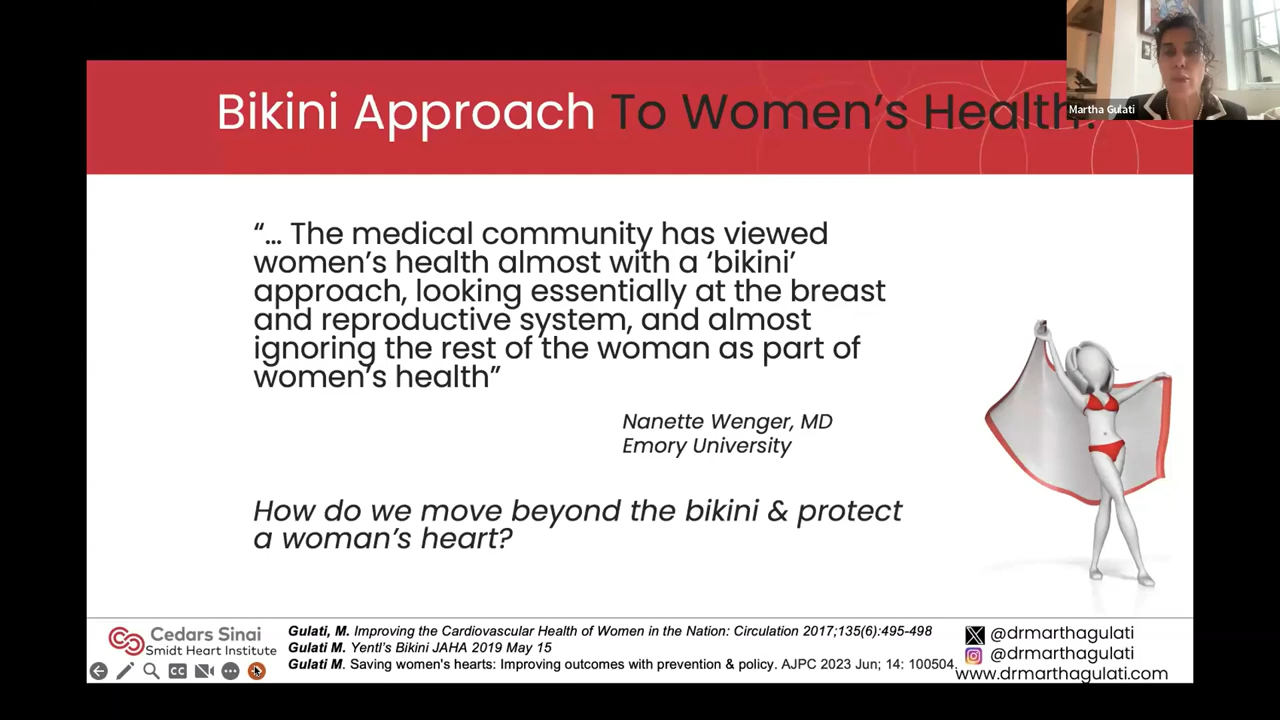 Bikini Approach To Women's Health?
Martha Gulati
“... The medical community has viewed
women's health almost with a ‘bikini’
approach, looking essentially at the breast
and reproductive system, and almost
ignoring the rest of the woman as part of
women's health”
Nanette Wenger, MD
Emory University
How do we move beyond the bikini & protect
a woman's heart?
Cedars Sinai
Smidt Heart Institute
Gulati, M. Improving the Cardiovascular Health of Women in the Nation: Circulation 2017;135(6):495-498
Gulati M. Yentl's Bikini JAHA 2019 May 15
Gulati M. Saving women's hearts: Improving outcomes with prevention & policy. AJPC 2023 Jun; 14: 100504.
@drmarthagulati
@drmarthagulati
www.drmarthagulati.com
CC